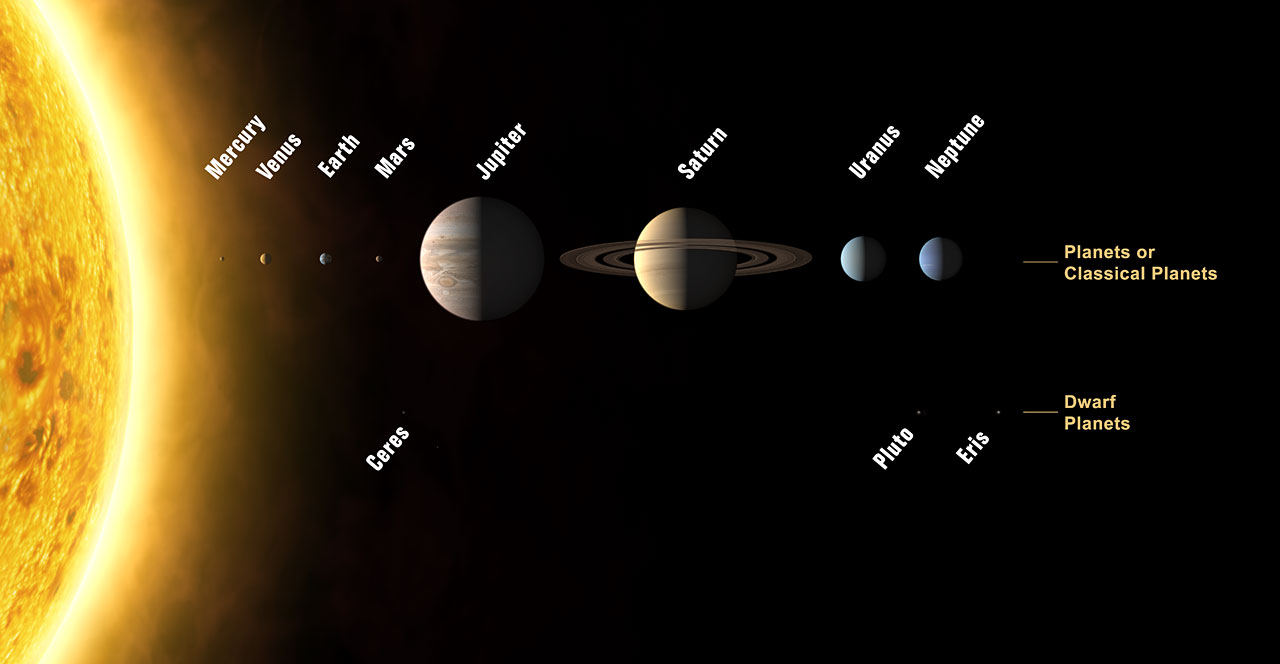 Mercury
Venus
Earth
Mars
Jupiter
Saturn
Uranus
Neptune
Planets or
Classical Planets
Ceres
Pluto
Eris
Dwarf
Planets